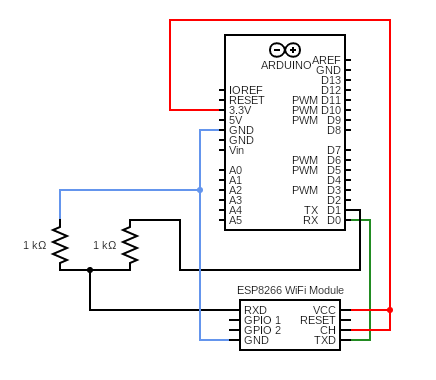 ARDUINO
AREF
GND
D13
IOREF D12
RESET PWM D11
3.3V PWM D10
5V PWM D9
GND D8
GND
Vin D7
PWM D6
A0 PWM D5
A1 D4
A2 PWM D3
A3 D2
A4 TX D1
A5 RX D0
1 kΩ 1 kΩ
ESP8266 WiFi Module
RXD VCC
GPIO 1 RESET
GPIO 2 CH
GND TXD